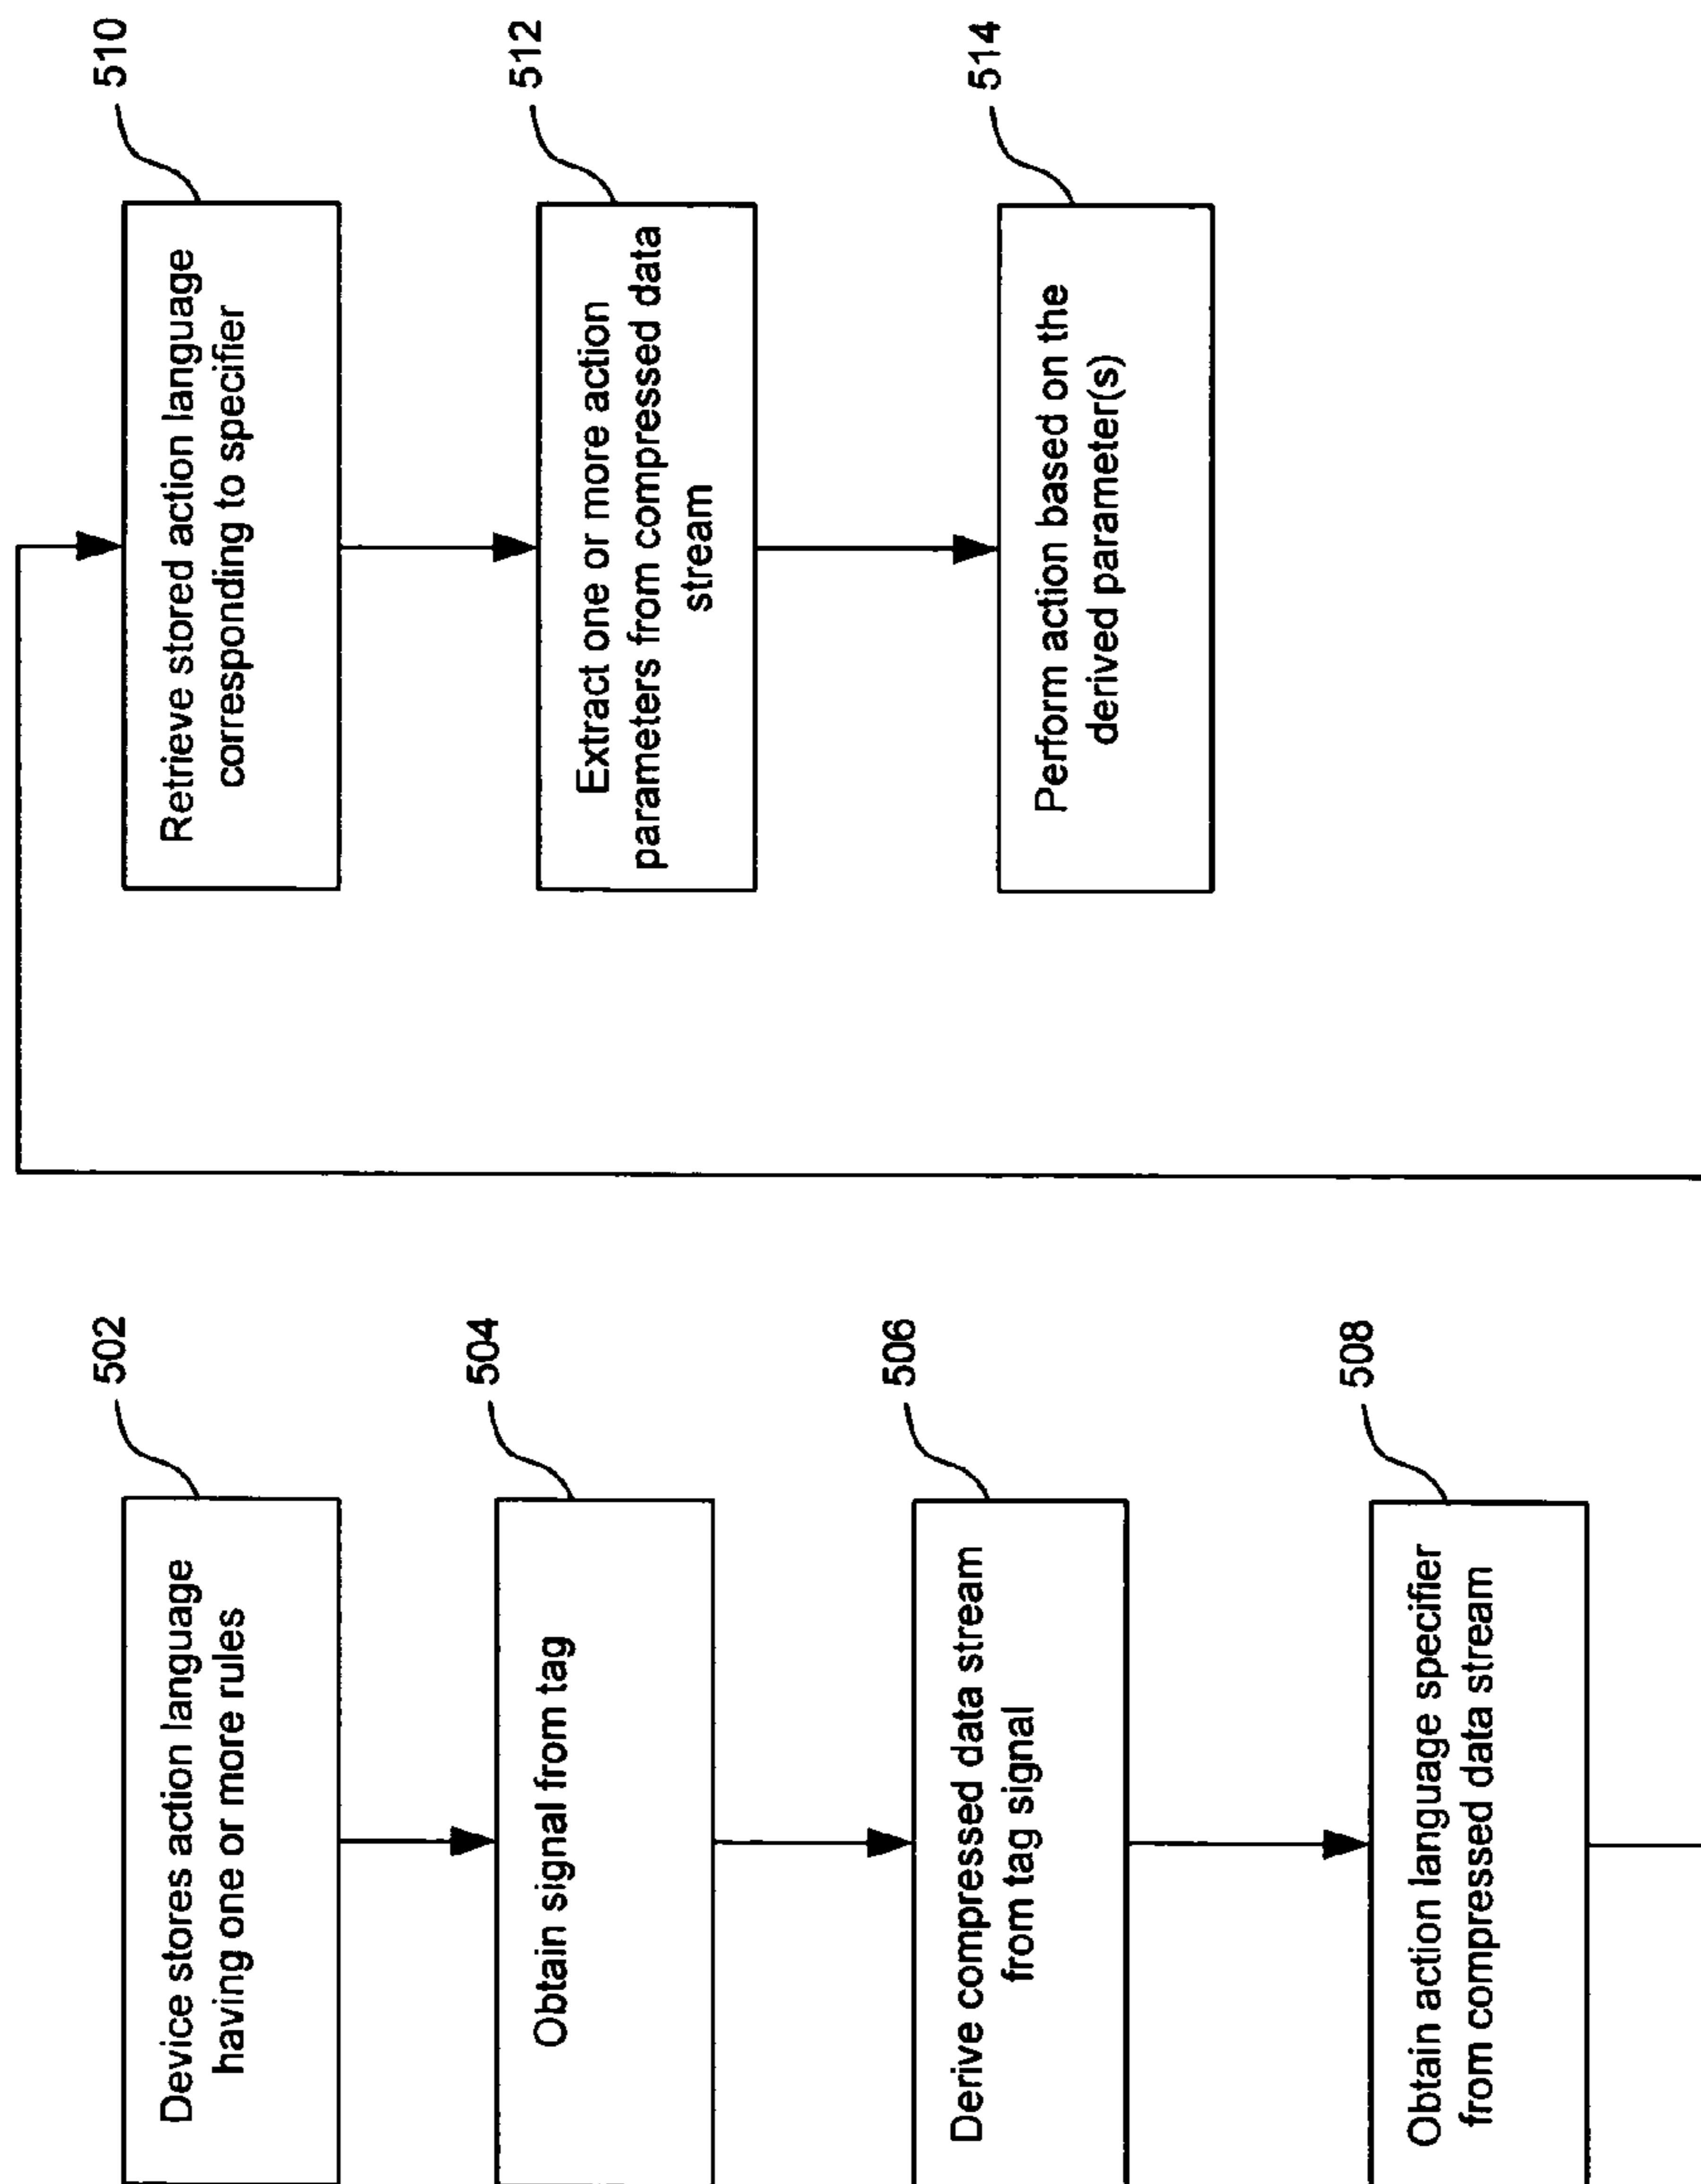 502
Device stores action language
having one or more rules
504
Obtain signal from tag
506
Derive compressed data stream
from tag signal
508
Obtain action language specifier
from compressed data stream
510
Retrieve stored action language
corresponding to specifier
512
Extract one or more action
parameters from compressed data
stream
514
Perform action based on the
derived parameter(s)